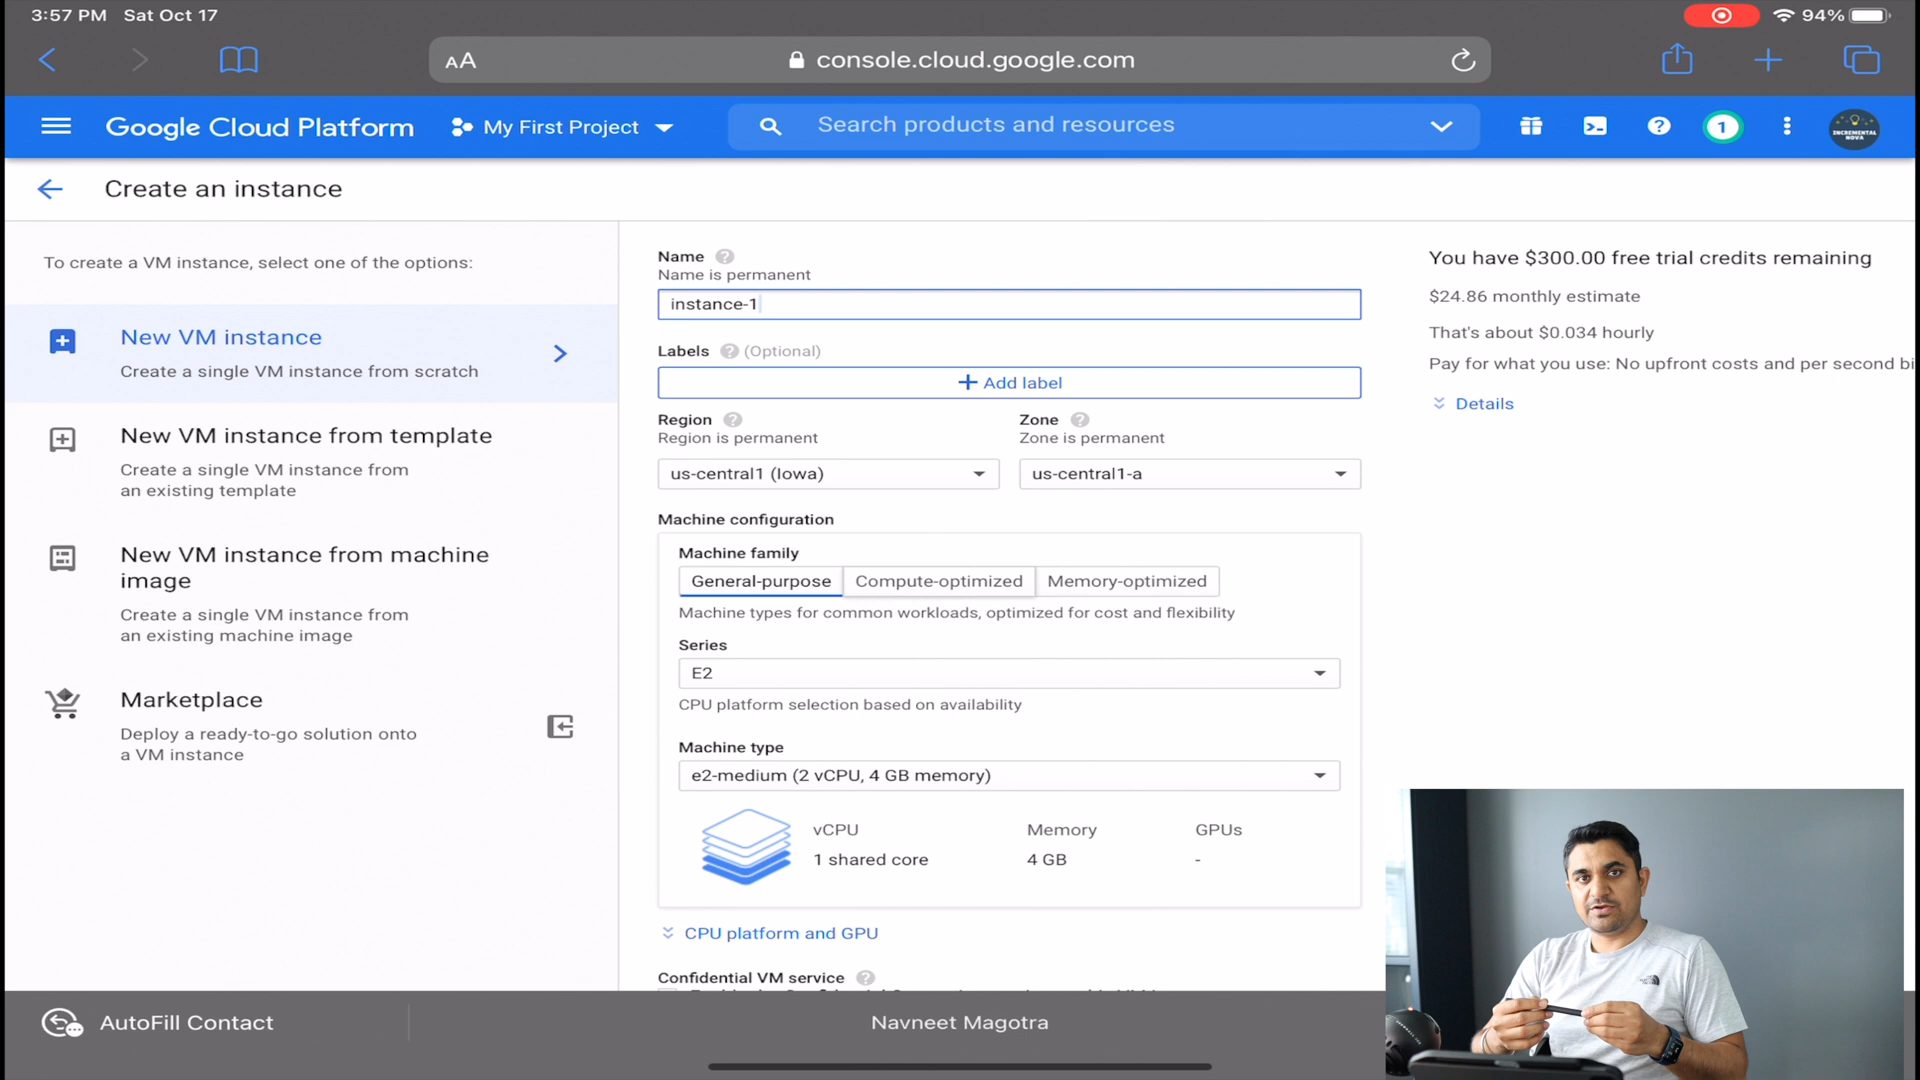 3:57 PM Sat Oct 17
94%
AA
console.cloud.google.com
Google Cloud Platform
My First Project
Search products and resources
1
INCREMENTAL
NOVA
Create an instance
To create a VM instance, select one of the options:
New VM instance
Create a single VM instance from scratch
New VM instance from template
Create a single VM instance from
an existing template
New VM instance from machine
image
Create a single VM instance from
an existing machine image
Marketplace
Deploy a ready-to-go solution onto
a VM instance
Name
Name is permanent
instance-1
Labels (Optional)
Add label
Region
Region is permanent
us-central1 (Iowa)
Zone
Zone is permanent
us-central1-a
Machine configuration
Machine family
General-purpose
Compute-optimized
Memory-optimized
Machine types for common workloads, optimized for cost and flexibility
Series
E2
CPU platform selection based on availability
Machine type
e2-medium (2 vCPU, 4 GB memory)
vCPU
Memory
GPUs
1 shared core
4 GB
-
CPU platform and GPU
Confidential VM service
You have $300.00 free trial credits remaining
$24.86 monthly estimate
That's about $0.034 hourly
Pay for what you use: No upfront costs and per second bi
Details
AutoFill Contact
Navneet Magotra